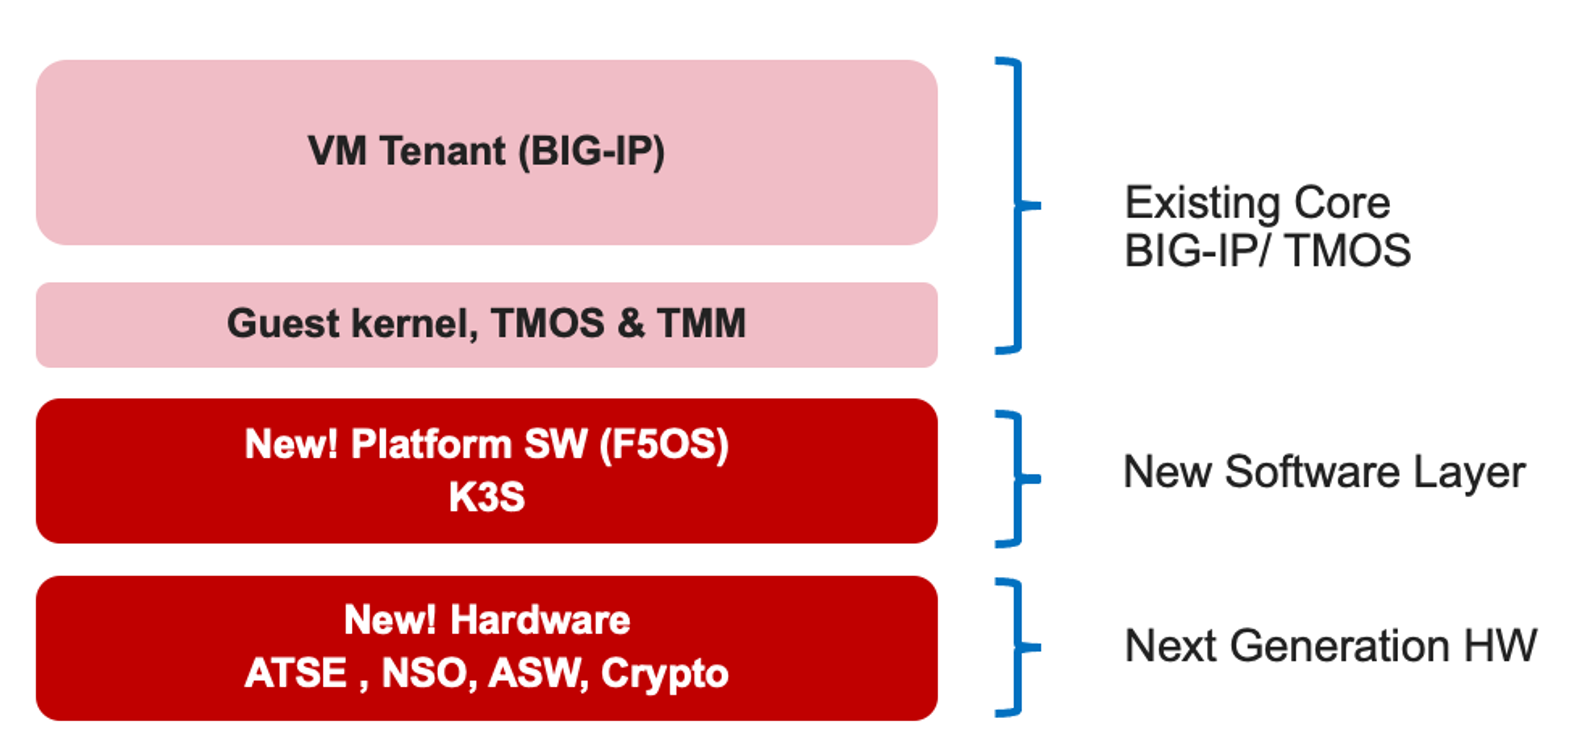 VM Tenant (BIG-IP)
Guest kernel, TMOS & TMM
Existing Core
BIG-IP/ TMOS
New! Platform SW (F5OS)
K3S
New Software Layer
New! Hardware
ATSE , NSO, ASW, Crypto
Next Generation HW